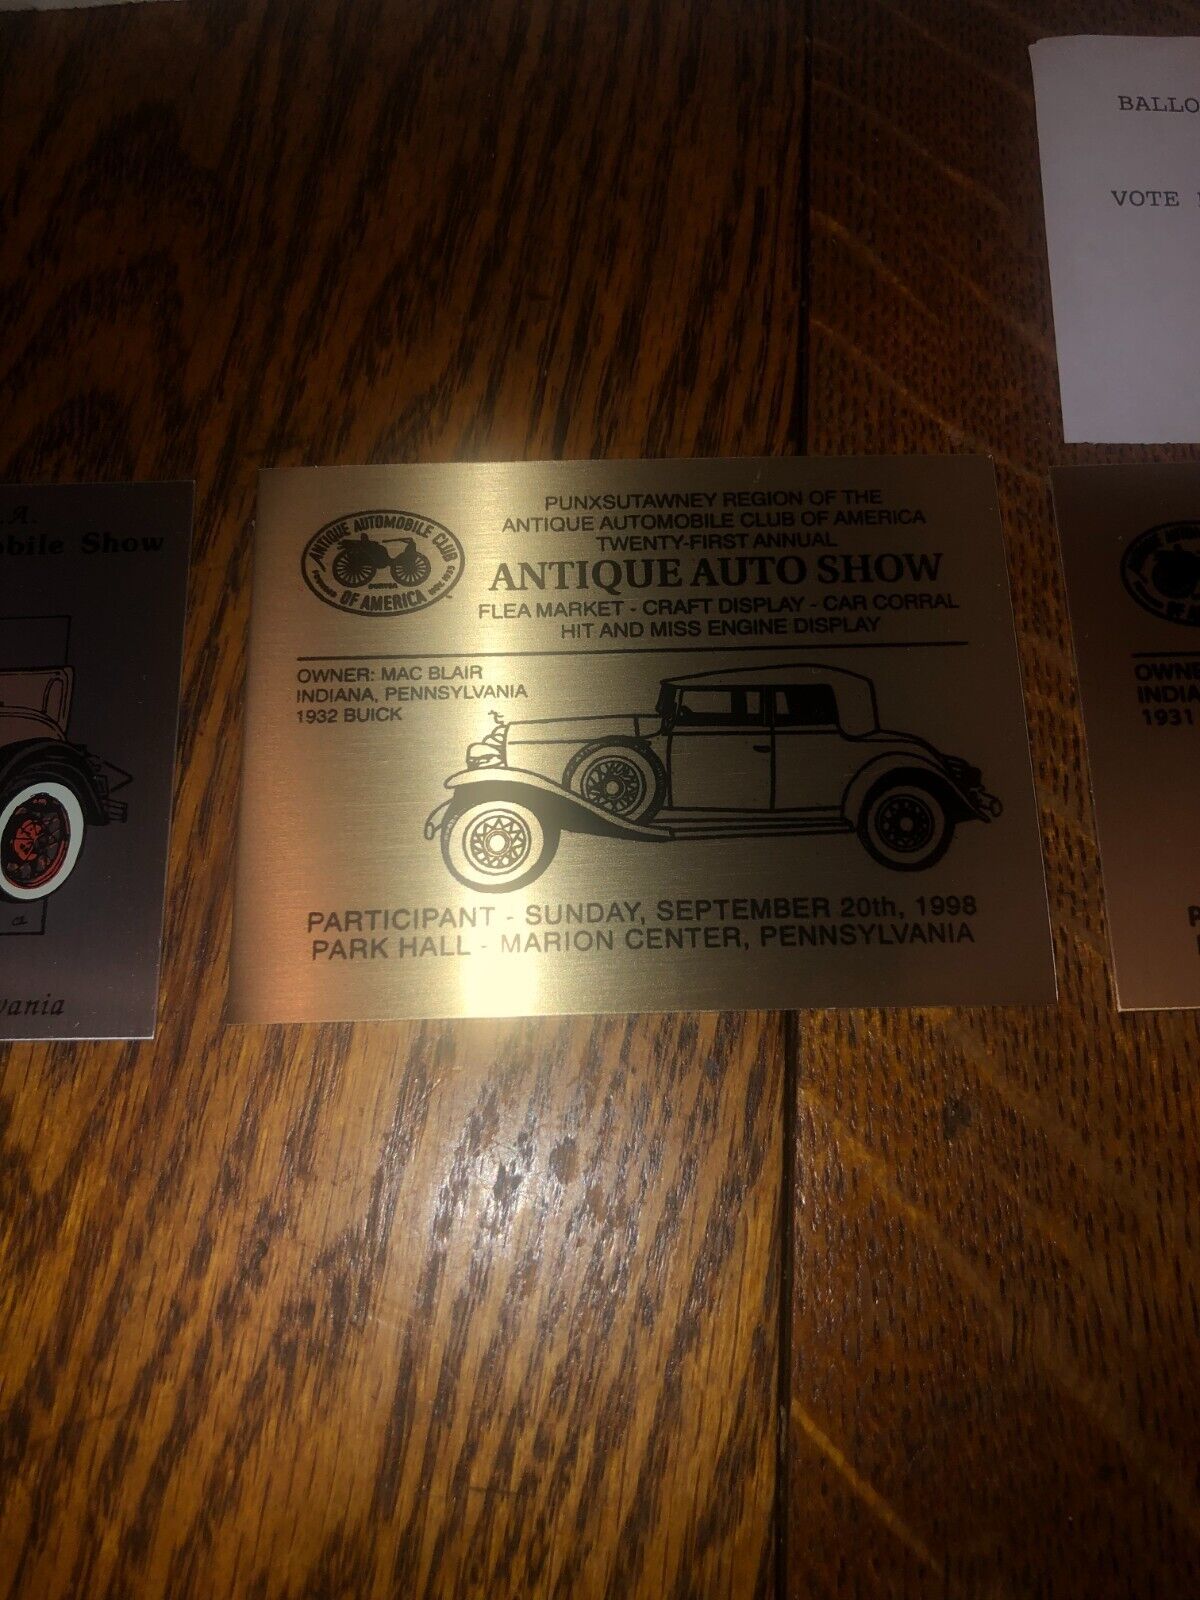 BALLO
VOTE
.A.
obile Show
vania
ANTIQUE AUTOMOBILE CLUB
OF AMERICA
PUNXSUTAWNEY REGION OF THE
ANTIQUE AUTOMOBILE CLUB OF AMERICA
TWENTY-FIRST ANNUAL
ANTIQUE AUTO SHOW
FLEA MARKET - CRAFT DISPLAY - CAR CORRAL
HIT AND MISS ENGINE DISPLAY
OWNER: MAC BLAIR
INDIANA, PENNSYLVANIA
1932 BUICK
PARTICIPANT - SUNDAY, SEPTEMBER 20th, 1998
PARK HALL - MARION CENTER, PENNSYLVANIA
OWNE
INDIA
1931